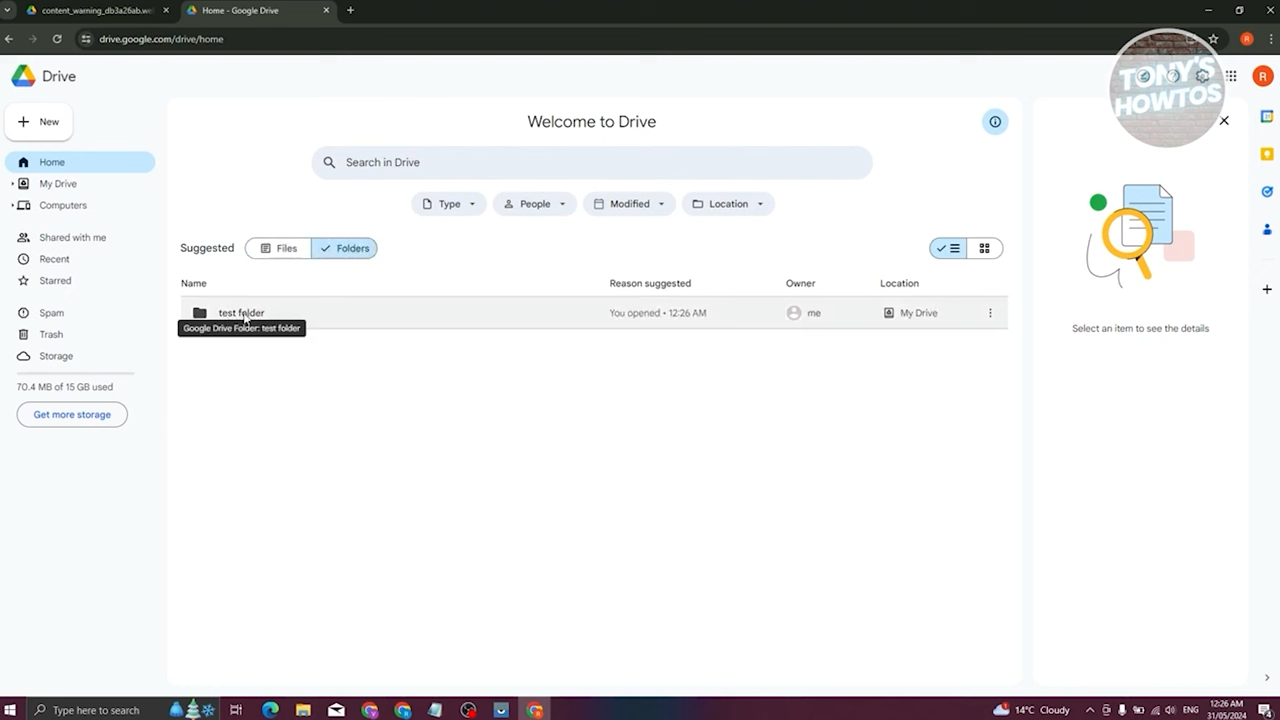 content_warning_db3a26ab.we
Home - Google Drive
drive.google.com/drive/home
TONY'S
HOWTOS
Drive
R
New
Home
My Drive
Computers
Shared with me
Recent
Starred
Spam
Trash
Storage
70.4 MB of 15 GB used
Get more storage
Welcome to Drive
Search in Drive
Type
People
Modified
Location
Suggested
Files
Folders
Name
Reason suggested
Owner
Location
test folder
You opened • 12:26 AM
me
My Drive
Google Drive Folder: test folder
Select an item to see the details
Type here to search
14°C Cloudy
ENG
12:26 AM
31/05/2024